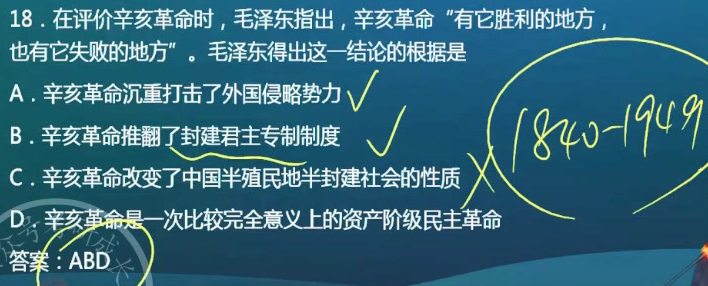 18．在评价辛亥革命时，毛泽东指出，辛亥革命“有它胜利的地方，
也有它失败的地方”。毛泽东得出这一结论的根据是
A．辛亥革命沉重打击了外国侵略势力
B．辛亥革命推翻了封建君主专制制度
1840-1949
C．辛亥革命改变了中国半殖民地半封建社会的性质
D．辛亥革命是一次比较完全意义上的资产阶级民主革命
答案：ABD